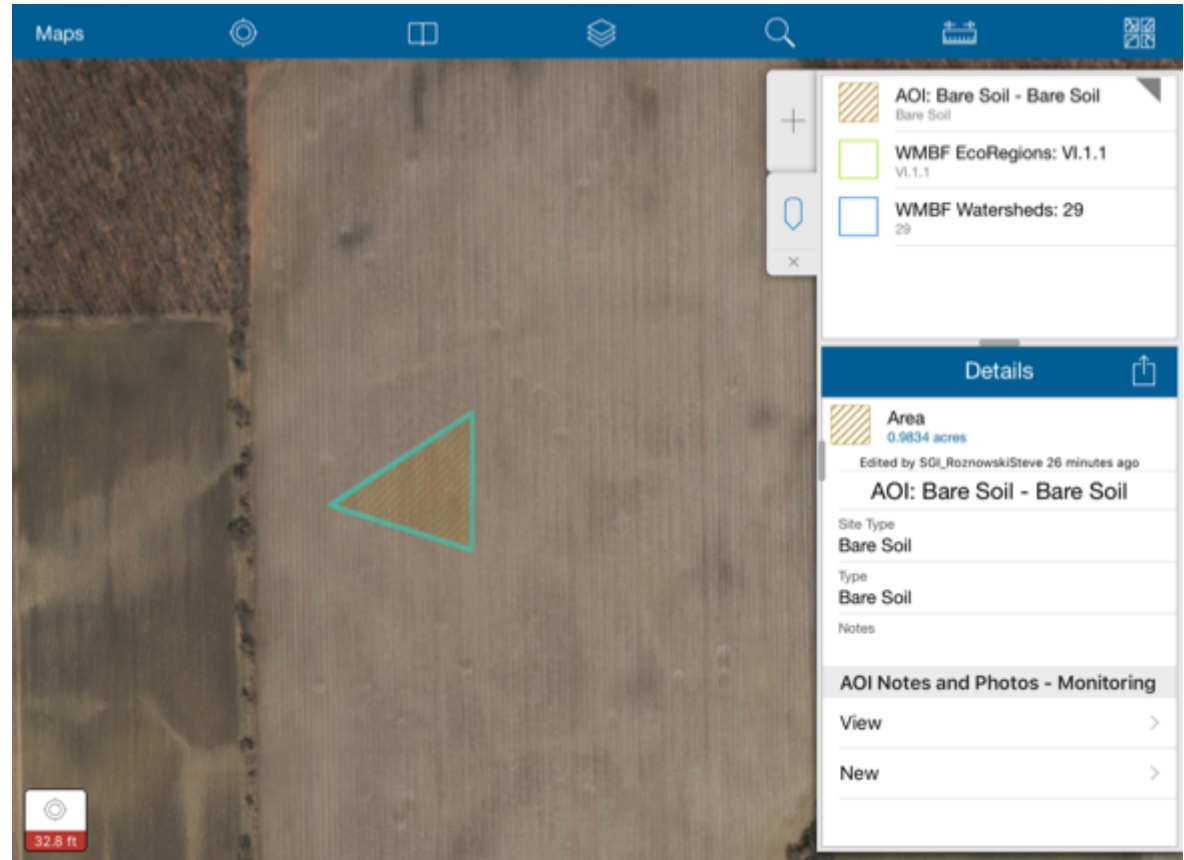 Maps
AOI: Bare Soil - Bare Soil
Bare Soil
WMBF EcoRegions: VI.1.1
VI.1.1
WMBF Watersheds: 29
29
Details
Area
0.9834 acres
Edited by SGI_RoznowskiSteve 26 minutes ago
AOI: Bare Soil - Bare Soil
Site Type
Bare Soil
Type
Bare Soil
Notes
AOI Notes and Photos - Monitoring
View
New
32.8 ft